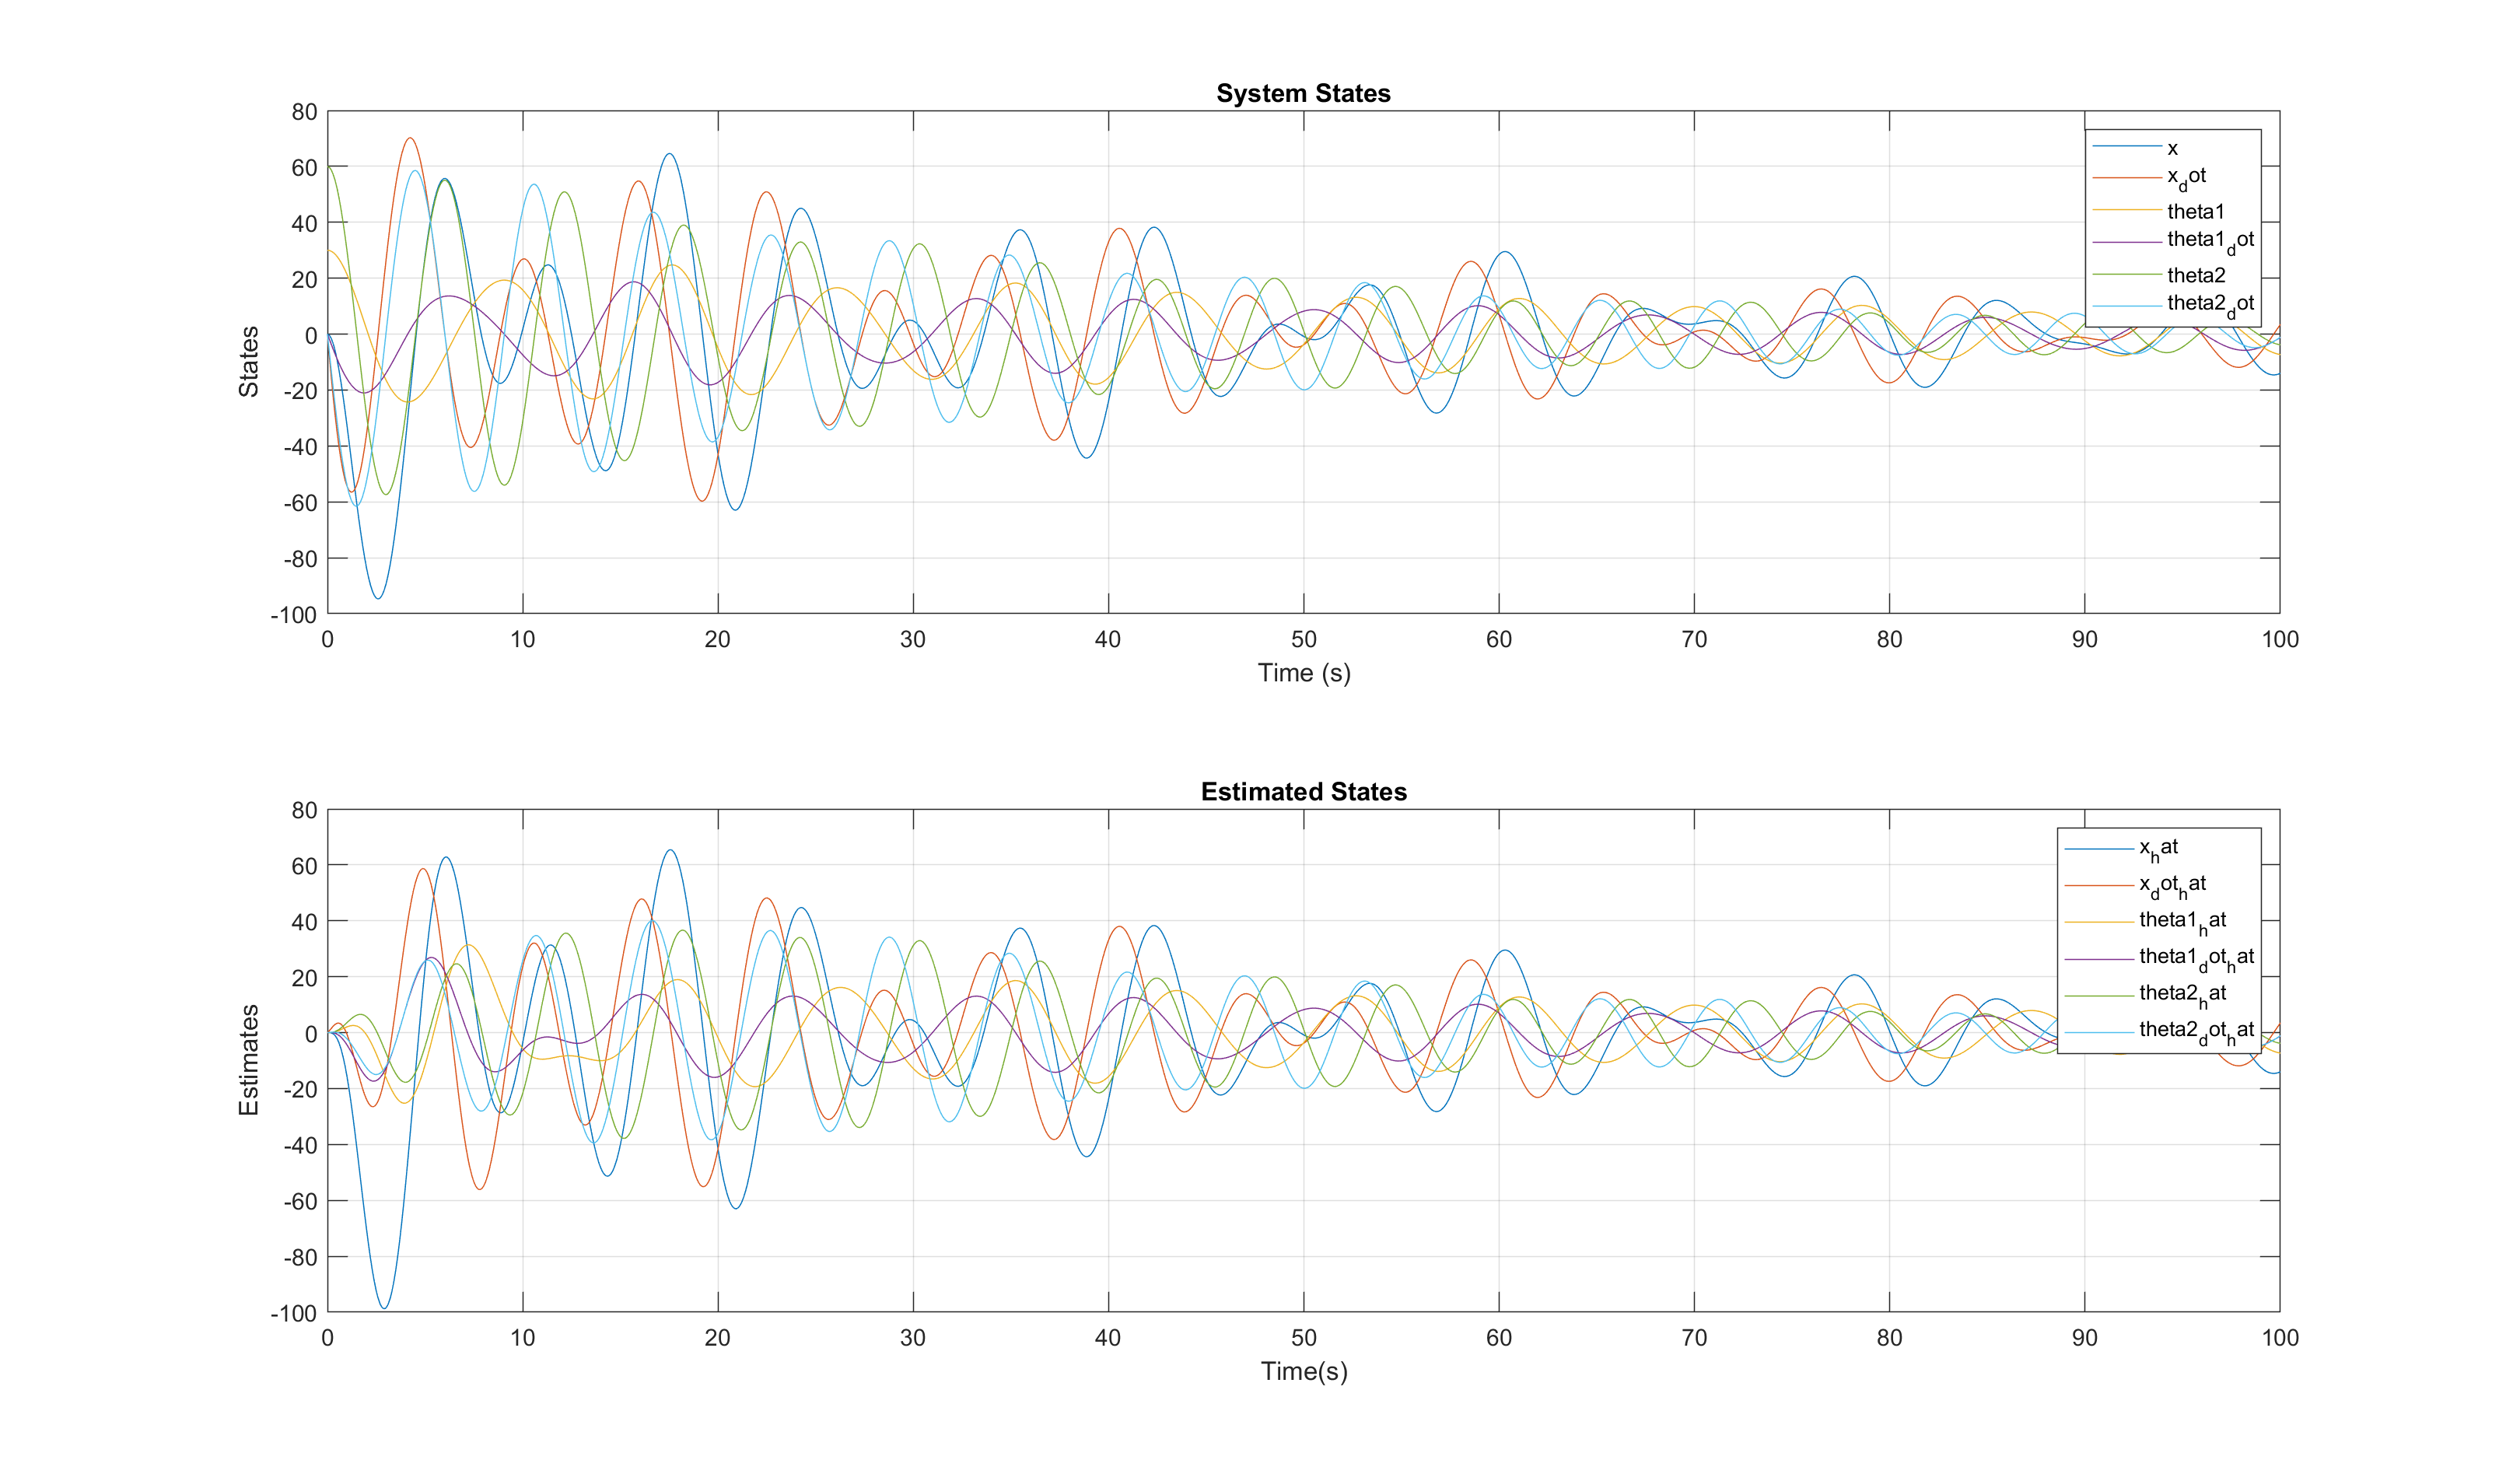 System States
80
60
40
20
0
-20
-40
-60
-80
-100
States
x
x_dot
theta1
theta1_dot
theta2
theta2_dot
0 10 20 30 40 50 60 70 80 90 100
Time (s)
Estimated States
80
60
40
20
0
-20
-40
-60
-80
-100
Estimates
x_hat
x_dot_hat
theta1_hat
theta1_dot_hat
theta2_hat
theta2_dot_hat
0 10 20 30 40 50 60 70 80 90 100
Time(s)